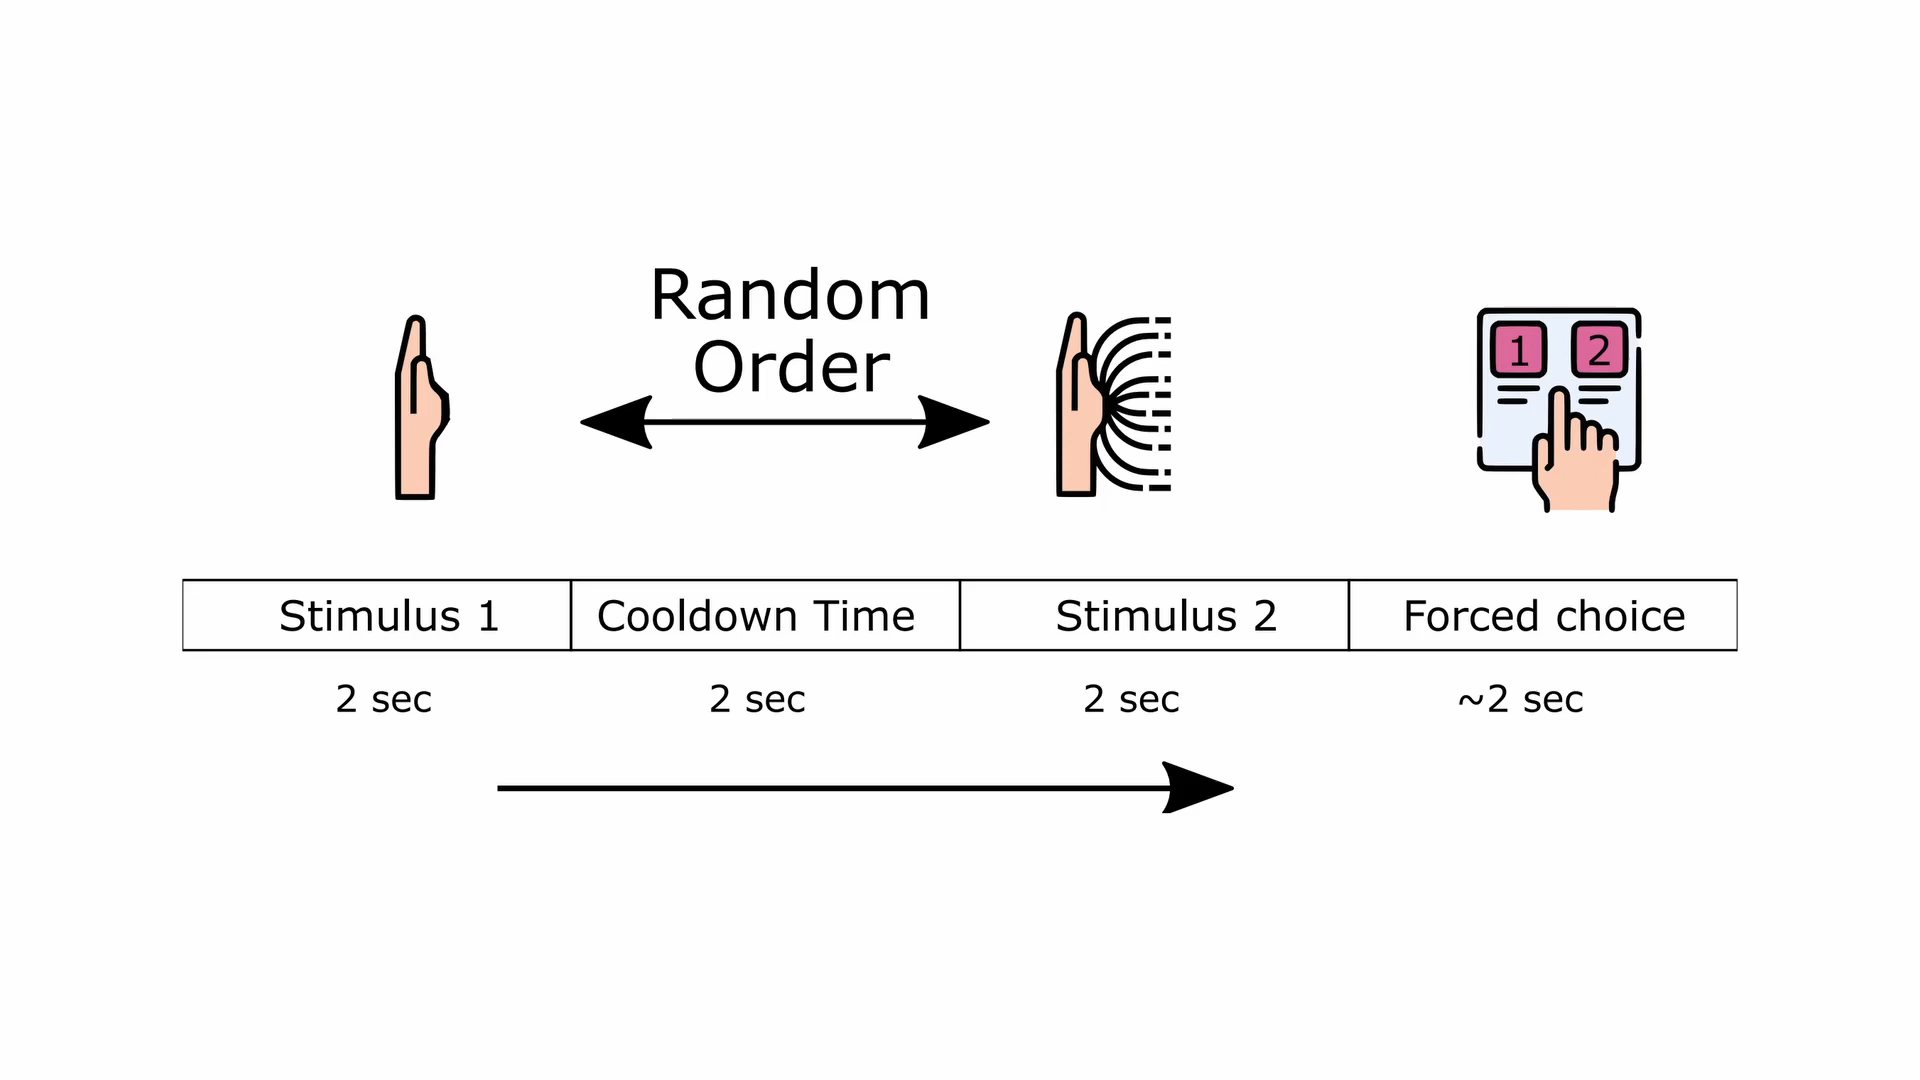 Random
Order
1 2
Stimulus 1 Cooldown Time Stimulus 2 Forced choice
2 sec 2 sec 2 sec ~2 sec